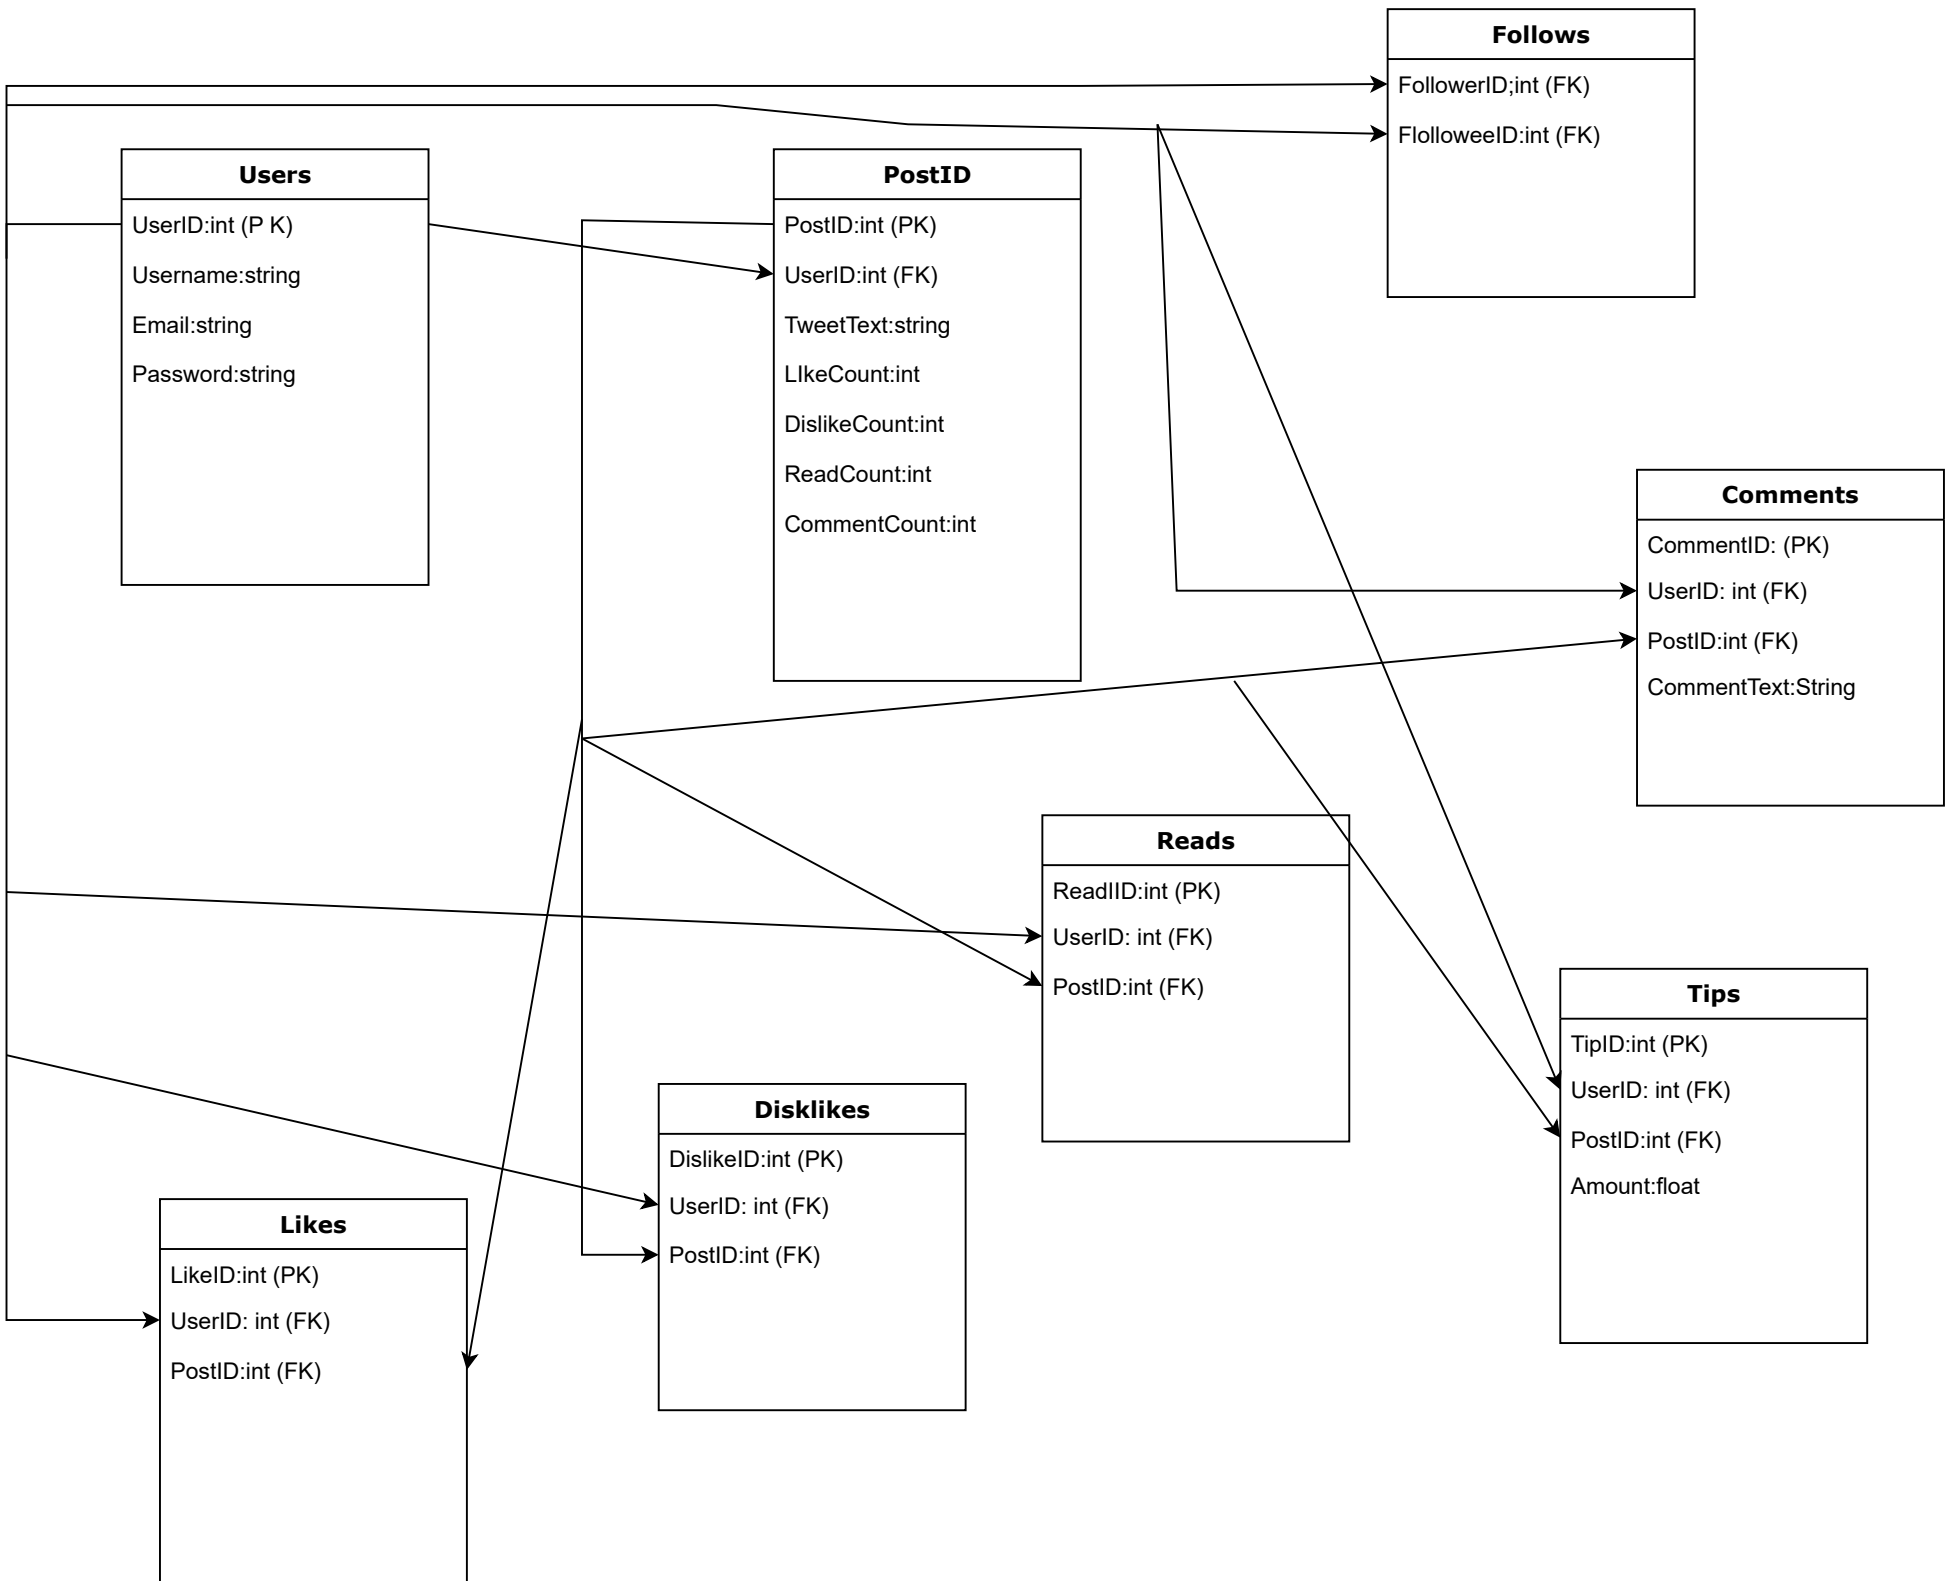 Follows
FollowerID;int (FK)
FlolloweeID:int (FK)
Users
UserID:int (P K)
Username:string
Email:string
Password:string
PostID
PostID:int (PK)
UserID:int (FK)
TweetText:string
LIkeCount:int
DislikeCount:int
ReadCount:int
CommentCount:int
Comments
CommentID: (PK)
UserID: int (FK)
PostID:int (FK)
CommentText:String
Reads
ReadIID:int (PK)
UserID: int (FK)
PostID:int (FK)
Tips
TipID:int (PK)
UserID: int (FK)
PostID:int (FK)
Amount:float
Disklikes
DislikeID:int (PK)
UserID: int (FK)
PostID:int (FK)
Likes
LikeID:int (PK)
UserID: int (FK)
PostID:int (FK)